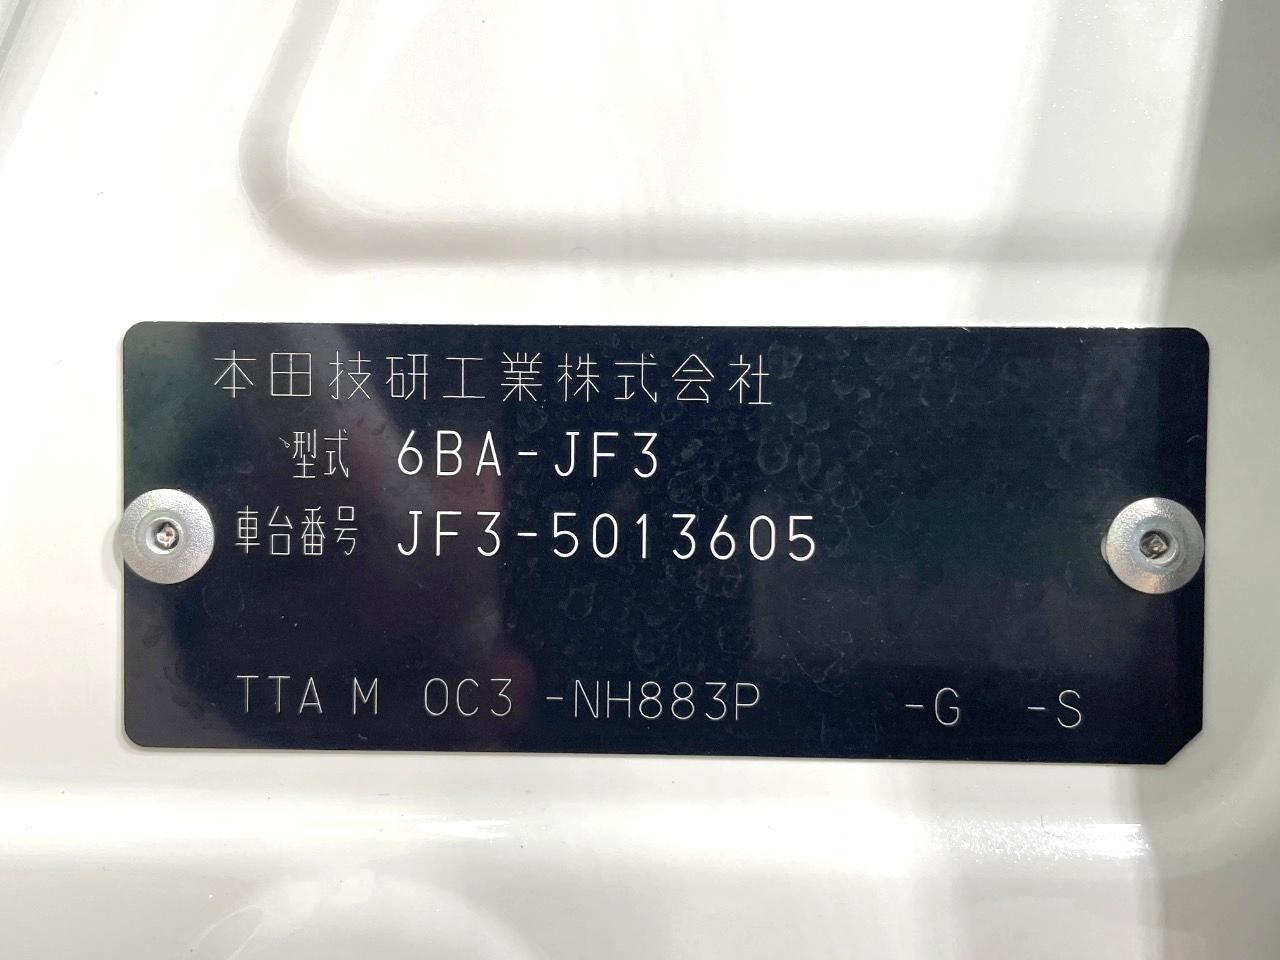 本田技研工業株式会社
型式 6BA-JF3
車台番号 JF3-5013605
TTA M 0C3 -NH883P -G -S